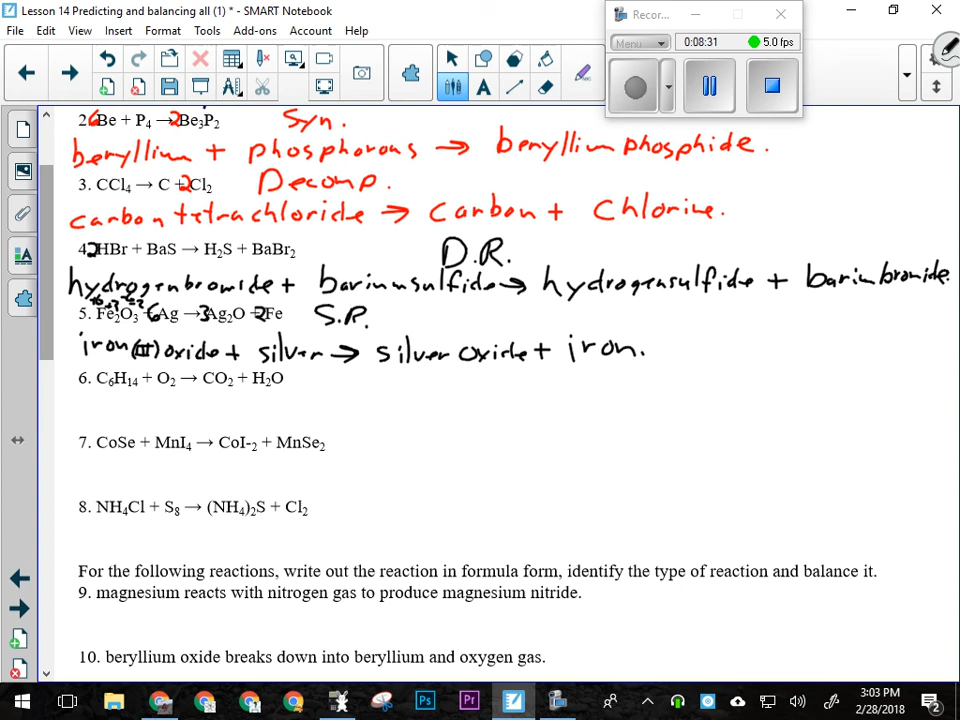 Lesson 14 Predicting and balancing all (1) * - SMART Notebook
Recor...
File Edit View Insert Format Tools Add-ons Account Help
Menu 0:08:31 5.0 fps
2. 6Be + P₄ → 2Be₃P₂ Syn.
beryllium + phosphorous → beryllium phosphide.
3. CCl₄ → C + 2Cl₂ Decomp.
carbon tetrachloride → carbon + Chlorine.
4. 2HBr + BaS → H₂S + BaBr₂ D.R.
hydrogen bromide + barium sulfide → hydrogen sulfide + barium bromide.
5. Fe₂O₃ + 6Ag → 3Ag₂O + 2Fe S.R.
iron (III) oxide + silver → silver oxide + iron.
6. C₆H₁₄ + O₂ → CO₂ + H₂O
7. CoSe + MnI₄ → CoI-₂ + MnSe₂
8. NH₄Cl + S₈ → (NH₄)₂S + Cl₂
For the following reactions, write out the reaction in formula form, identify the type of reaction and balance it.
9. magnesium reacts with nitrogen gas to produce magnesium nitride.
10. beryllium oxide breaks down into beryllium and oxygen gas.
3:03 PM
2/28/2018